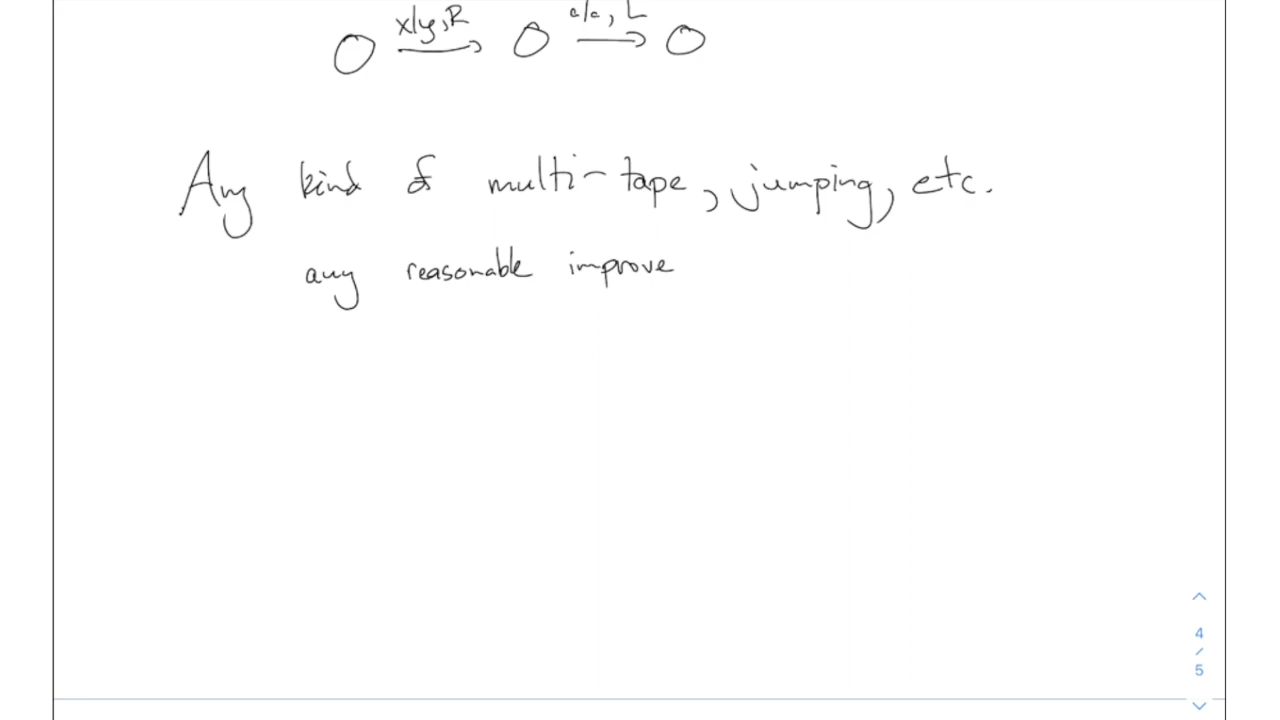 x/y, R c/c, L
Any kind of multi-tape, jumping, etc.
any reasonable improve
4
/
5